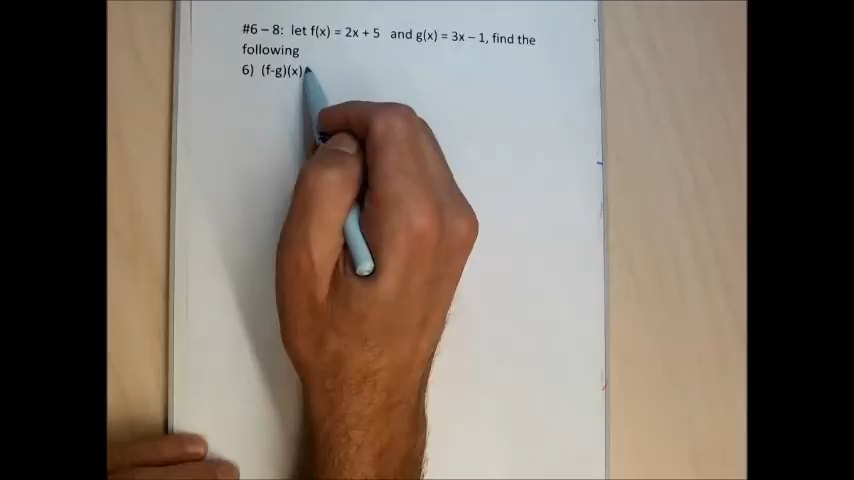 #6 – 8: let f(x) = 2x + 5 and g(x) = 3x – 1, find the
following
6) (f-g)(x)